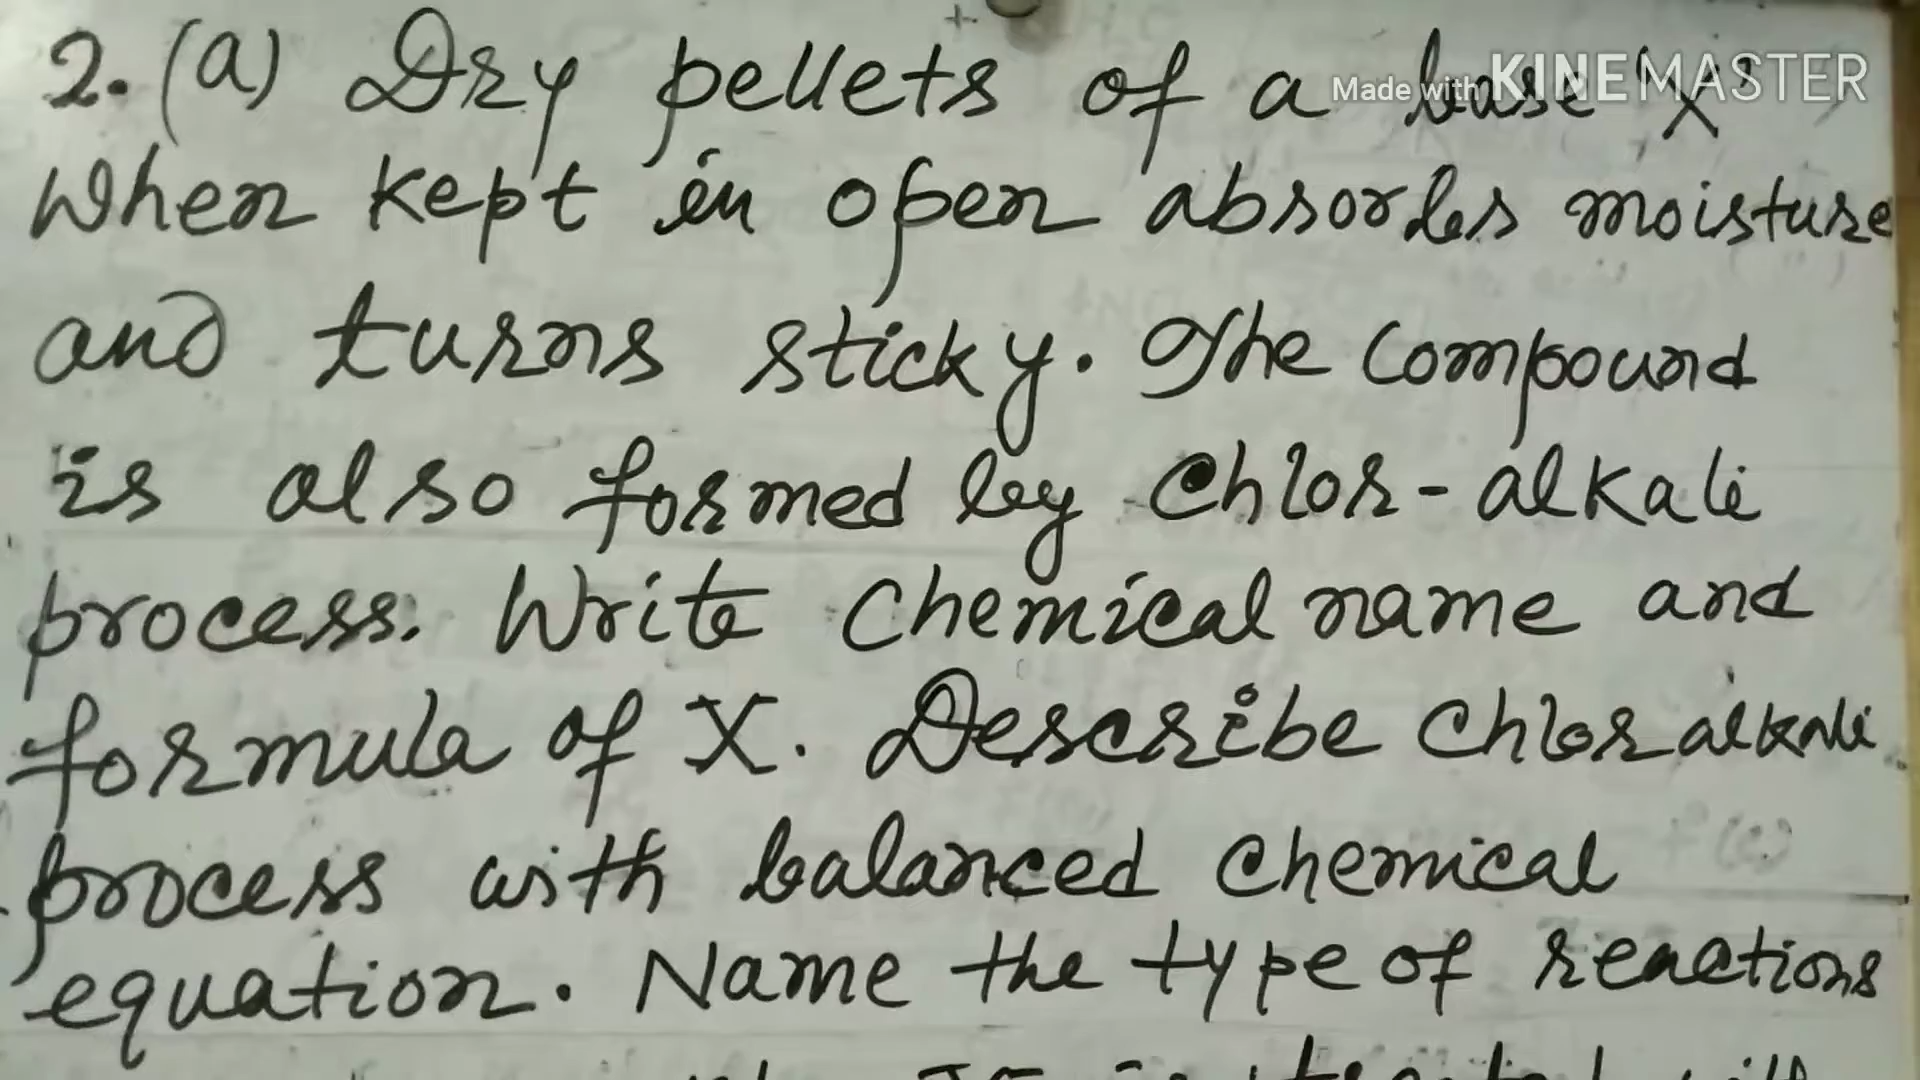 Made with KINEMASTER
2. (a) Dry pellets of a base 'X'
When kept in open absorbs moisture
and turns sticky. The compound
is also formed by Chlor-alkali
process. Write chemical name and
formula of X. Describe Chlor alkali
process with balanced chemical
equation. Name the type of reactions